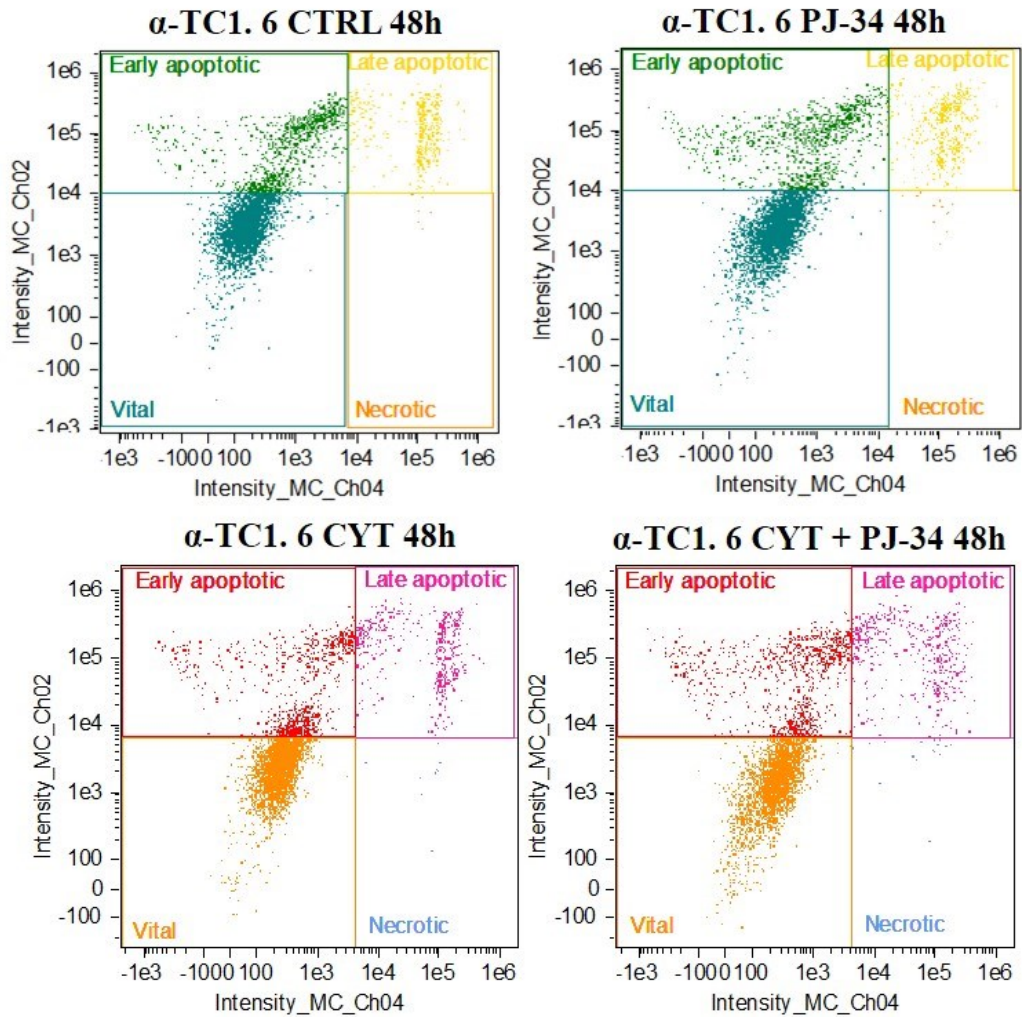 α-TC1. 6 CTRL 48h
Early apoptotic
Late apoptotic
1e6
1e5
1e4
1e3
100
0
-100
-1e3
Intensity_MC_Ch02
Vital
Necrotic
-1e3 -1000 100 1e3 1e4 1e5 1e6
Intensity_MC_Ch04
α-TC1. 6 PJ-34 48h
Early apoptotic
Late apoptotic
1e6
1e5
1e4
1e3
100
0
-100
-1e3
Intensity_MC_Ch02
Vital
Necrotic
-1e3 -1000 100 1e3 1e4 1e5 1e6
Intensity_MC_Ch04
α-TC1. 6 CYT 48h
Early apoptotic
Late apoptotic
1e6
1e5
1e4
1e3
100
0
-100
Intensity_MC_Ch02
Vital
Necrotic
-1e3 -1000 100 1e3 1e4 1e5 1e6
Intensity_MC_Ch04
α-TC1. 6 CYT + PJ-34 48h
Early apoptotic
Late apoptotic
1e6
1e5
1e4
1e3
100
0
-100
Intensity_MC_Ch02
Vital
Necrotic
-1e3 -1000 100 1e3 1e4 1e5 1e6
Intensity_MC_Ch04